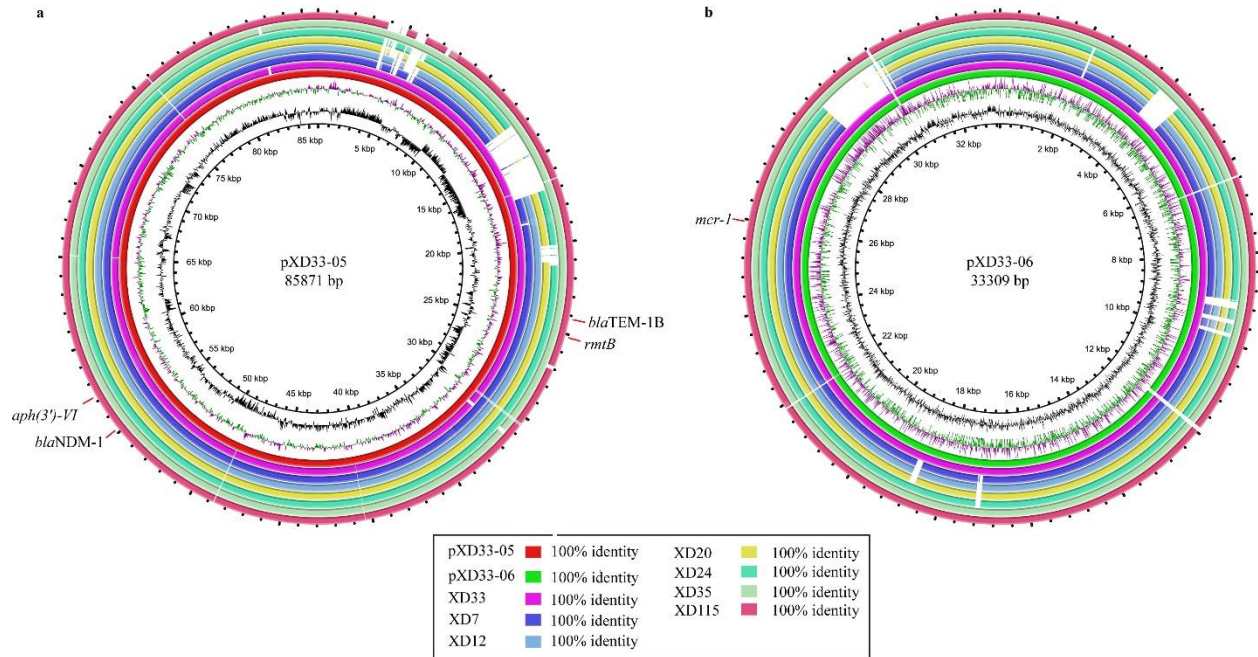 a
85 kbp
5 kbp
10 kbp
15 kbp
20 kbp
25 kbp
30 kbp
35 kbp
40 kbp
45 kbp
50 kbp
55 kbp
60 kbp
65 kbp
70 kbp
75 kbp
80 kbp
pXD33-05
85871 bp
blaTEM-1B
rmtB
aph(3')-VI
blaNDM-1
b
32 kbp
2 kbp
4 kbp
6 kbp
8 kbp
10 kbp
12 kbp
14 kbp
16 kbp
18 kbp
20 kbp
22 kbp
24 kbp
26 kbp
28 kbp
30 kbp
pXD33-06
33309 bp
mcr-1
pXD33-05 100% identity
pXD33-06 100% identity
XD33 100% identity
XD7 100% identity
XD12 100% identity
XD20 100% identity
XD24 100% identity
XD35 100% identity
XD115 100% identity